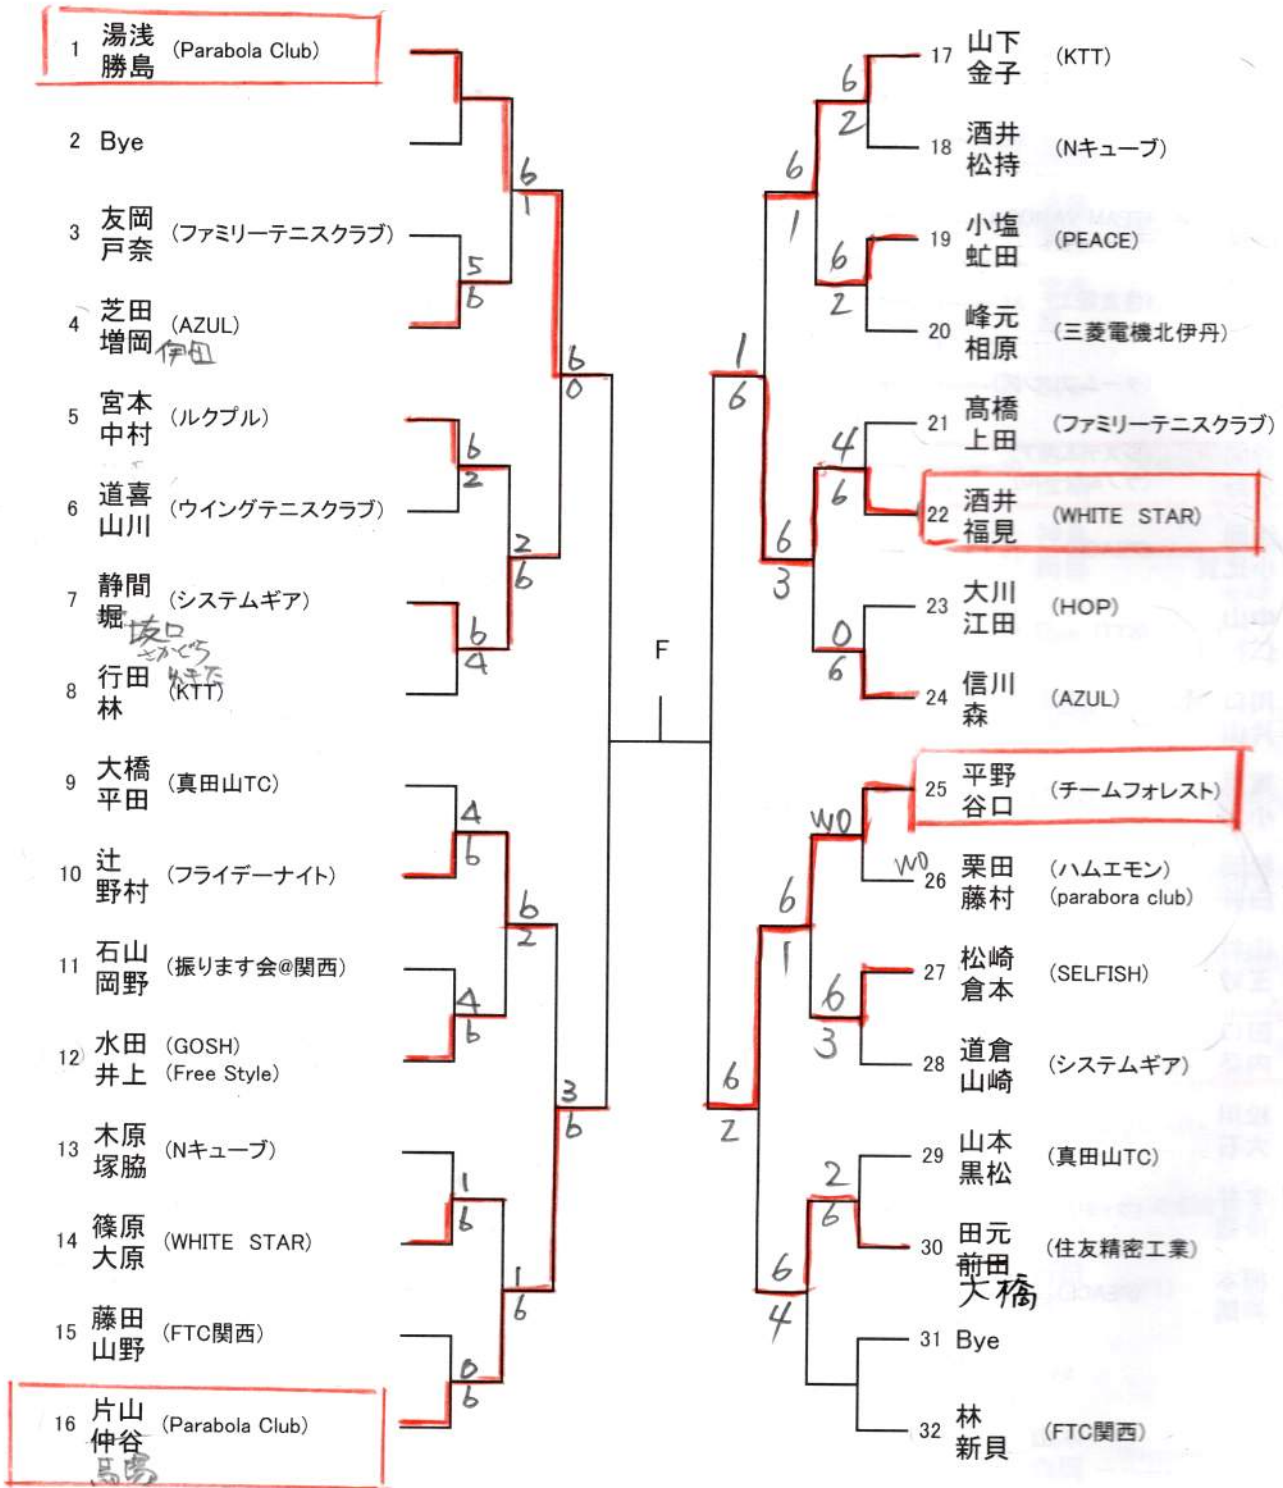 1 湯浅 (Parabola Club)
勝島
2 Bye
6
1
3 友岡 (ファミリーテニスクラブ)
戸奈
5
6
4 芝田 (AZUL)
増岡 伊田
6
0
5 宮本 (ルクプル)
中村
6
2
6 道喜 (ウイングテニスクラブ)
山川
2
6
7 静間 (システムギア)
堀 坂口
さかぐち
6
4
8 行田 (KTT)
林
9 大橋 (真田山TC)
平田
4
6
10 辻 (フライデーナイト)
野村
6
2
11 石山 (振ります会@関西)
岡野
4
6
12 水田 (GOSH)
井上 (Free Style)
3
6
13 木原 (Nキューブ)
塚脇
1
6
14 篠原 (WHITE STAR)
大原
1
6
15 藤田 (FTC関西)
山野
0
6
16 片山 (Parabola Club)
仲谷
F
17 山下 (KTT)
金子
6
2
18 酒井 (Nキューブ)
松持
6
1
19 小塩 (PEACE)
虻田
6
2
20 峰元 (三菱電機北伊丹)
相原
1
6
21 髙橋 (ファミリーテニスクラブ)
上田
4
6
22 酒井 (WHITE STAR)
福見
6
3
23 大川 (HOP)
江田
0
6
24 信川 (AZUL)
森
25 平野 (チームフォレスト)
谷口
WO
WO
26 栗田 (ハムエモン)
藤村 (parabora club)
6
1
27 松崎 (SELFISH)
倉本
6
3
28 道倉 (システムギア)
山崎
6
2
29 山本 (真田山TC)
黒松
2
6
30 田元 (住友精密工業)
前田
大橋
6
4
31 Bye
32 林 (FTC関西)
新貝